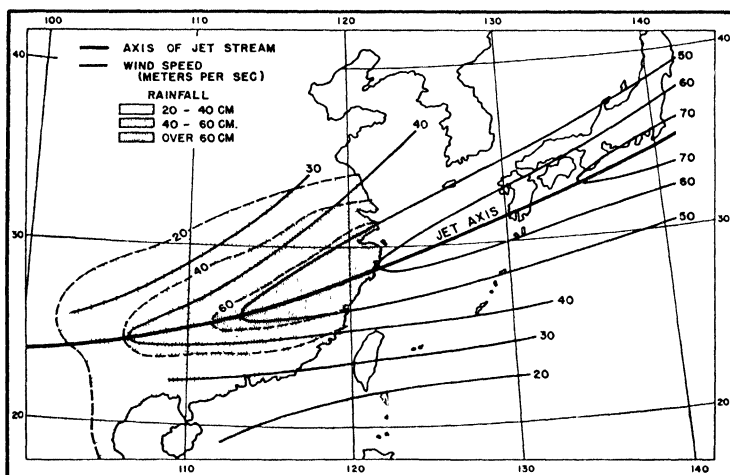 100 110 120 130 140
AXIS OF JET STREAM
WIND SPEED
(METERS PER SEC)
RAINFALL
20 - 40 CM
40 - 60 CM.
OVER 60 CM
40 40
50
60
70
70
60
50
40
30
20
30
40
20
40
60
JET AXIS
30 30
20 20
110 120 130 140